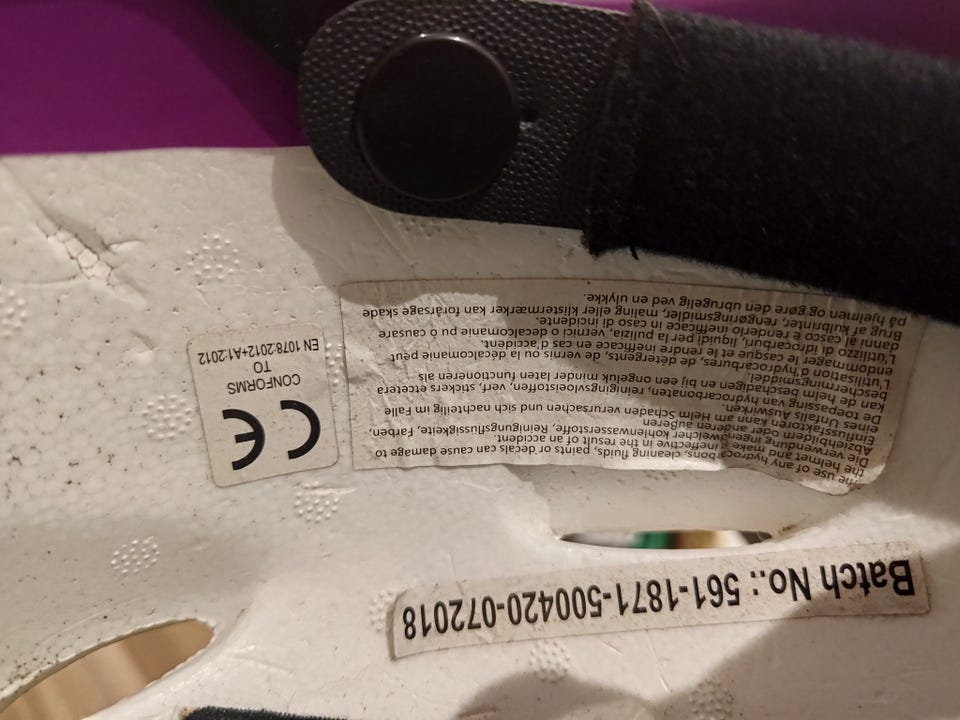 Batch No.: 561-1871-500420-072018
The use of any hydrocarbons, cleaning fluids, paints or decals can cause damage to
The helmet and make it ineffective in the result of an accident.
Die verwendung ingendweicher kohlenwasserstoffe, Reinigungsflüssigkeite, Farben,
Abziehbildern oder anderen äußeren
Einflussfaktoren kann am Helm Schaden verursachen und sich nachteilig im Falle
eines Unfalls Auswirken.
De toepassing van hydrocarbonaten, reinigingsvloeistoffen, verf, stickers etcetera
kan de helm beschadigen en bij een ongeluk minder laten functioneren als
beschermingsmiddel.
L'utilisation d'hydrocarbures, de détergents, de vernis ou la décalcomanie peut
endommager le casque et le rendre inefficace en cas d'accident.
L'utilizzo di idrocarburi, liquidi per la pulizia, vernici o decalcomanie pu ò causare
danni al casco e renderlo inefficace in caso di incidente.
Brug af kulbrinter, rengøringsmidler, maling eller klistermærker kan forårsage skade
på hjelmen og gøre den ubrugelig ved en ulykke.
CE
CONFORMS
TO
EN 1078:2012+A1:2012